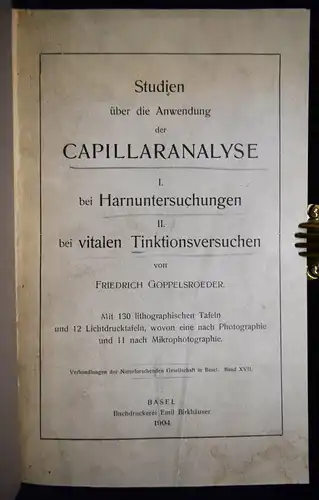 Studien
über die Anwendung
der
CAPILLARANALYSE
I.
bei Harnuntersuchungen
II.
bei vitalen Tinktionsversuchen
von
FRIEDRICH GOPPELSROEDER.
Mit 130 lithographischen Tafeln
und 12 Lichtdrucktafeln, wovon eine nach Photographie
und 11 nach Mikrophotographie.
Verhandlungen der Naturforschenden Gesellschaft in Basel. Band XVII.
BASEL
Buchdruckerei Emil Birkhäuser
1904